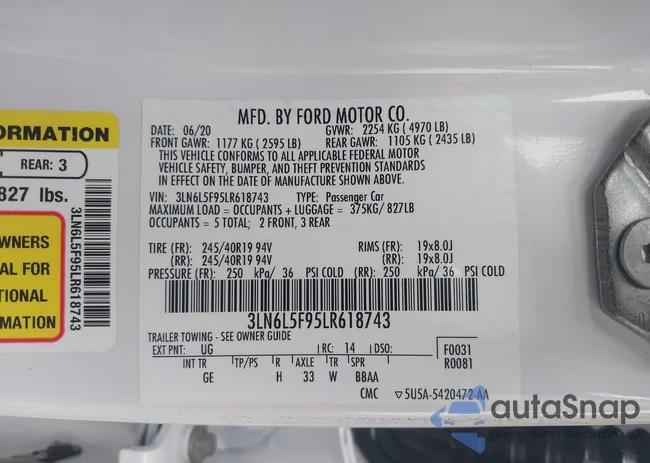 MFD. BY FORD MOTOR CO.
DATE: 06/20 GVWR: 2254 KG ( 4970 LB)
FRONT GAWR: 1177 KG ( 2595 LB) REAR GAWR: 1105 KG ( 2435 LB)
THIS VEHICLE CONFORMS TO ALL APPLICABLE FEDERAL MOTOR
VEHICLE SAFETY, BUMPER, AND THEFT PREVENTION STANDARDS
IN EFFECT ON THE DATE OF MANUFACTURE SHOWN ABOVE.
VIN: 3LN6L5F95LR618743 TYPE: Passenger Car
MAXIMUM LOAD = OCCUPANTS + LUGGAGE = 375KG/ 827LB
OCCUPANTS = 5 TOTAL; 2 FRONT, 3 REAR
TIRE (FR): 245/40R19 94V RIMS (FR): 19x8.0J
(RR): 245/40R19 94V (RR): 19x8.0J
PRESSURE (FR): 250 kPa/ 36 PSI COLD (RR): 250 kPa/ 36 PSI COLD
3LN6L5F95LR618743
TRAILER TOWING - SEE OWNER GUIDE
EXT PNT: UG RC: 14 DSO: F0031
INT TR TP/PS R AXLE TR SPR R0081
GE H 33 W BBAA
CMC 5U5A-5420472-AA
ORMATION
REAR: 3
827 lbs.
WNERS
AL FOR
TIONAL
MATION
3LN6L5F95LR618743
autaSnap